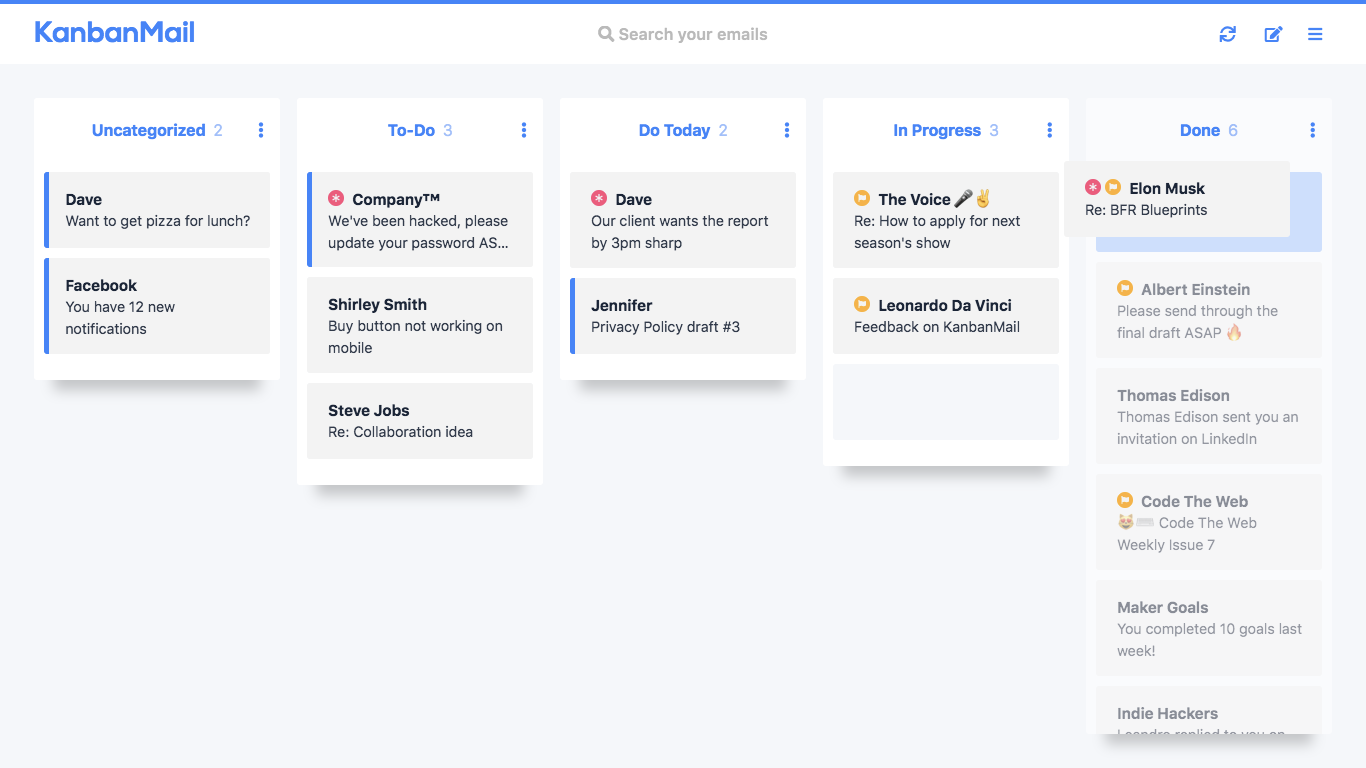 KanbanMail
Search your emails
Uncategorized 2
Dave
Want to get pizza for lunch?
Facebook
You have 12 new
notifications
To-Do 3
Company™
We've been hacked, please
update your password AS...
Shirley Smith
Buy button not working on
mobile
Steve Jobs
Re: Collaboration idea
Do Today 2
Dave
Our client wants the report
by 3pm sharp
Jennifer
Privacy Policy draft #3
In Progress 3
The Voice🎤✌️
Re: How to apply for next
season's show
Leonardo Da Vinci
Feedback on KanbanMail
Done 6
Elon Musk
Re: BFR Blueprints
Albert Einstein
Please send through the
final draft ASAP 🔥
Thomas Edison
Thomas Edison sent you an
invitation on LinkedIn
Code The Web
😻⌨️ Code The Web
Weekly Issue 7
Maker Goals
You completed 10 goals last
week!
Indie Hackers